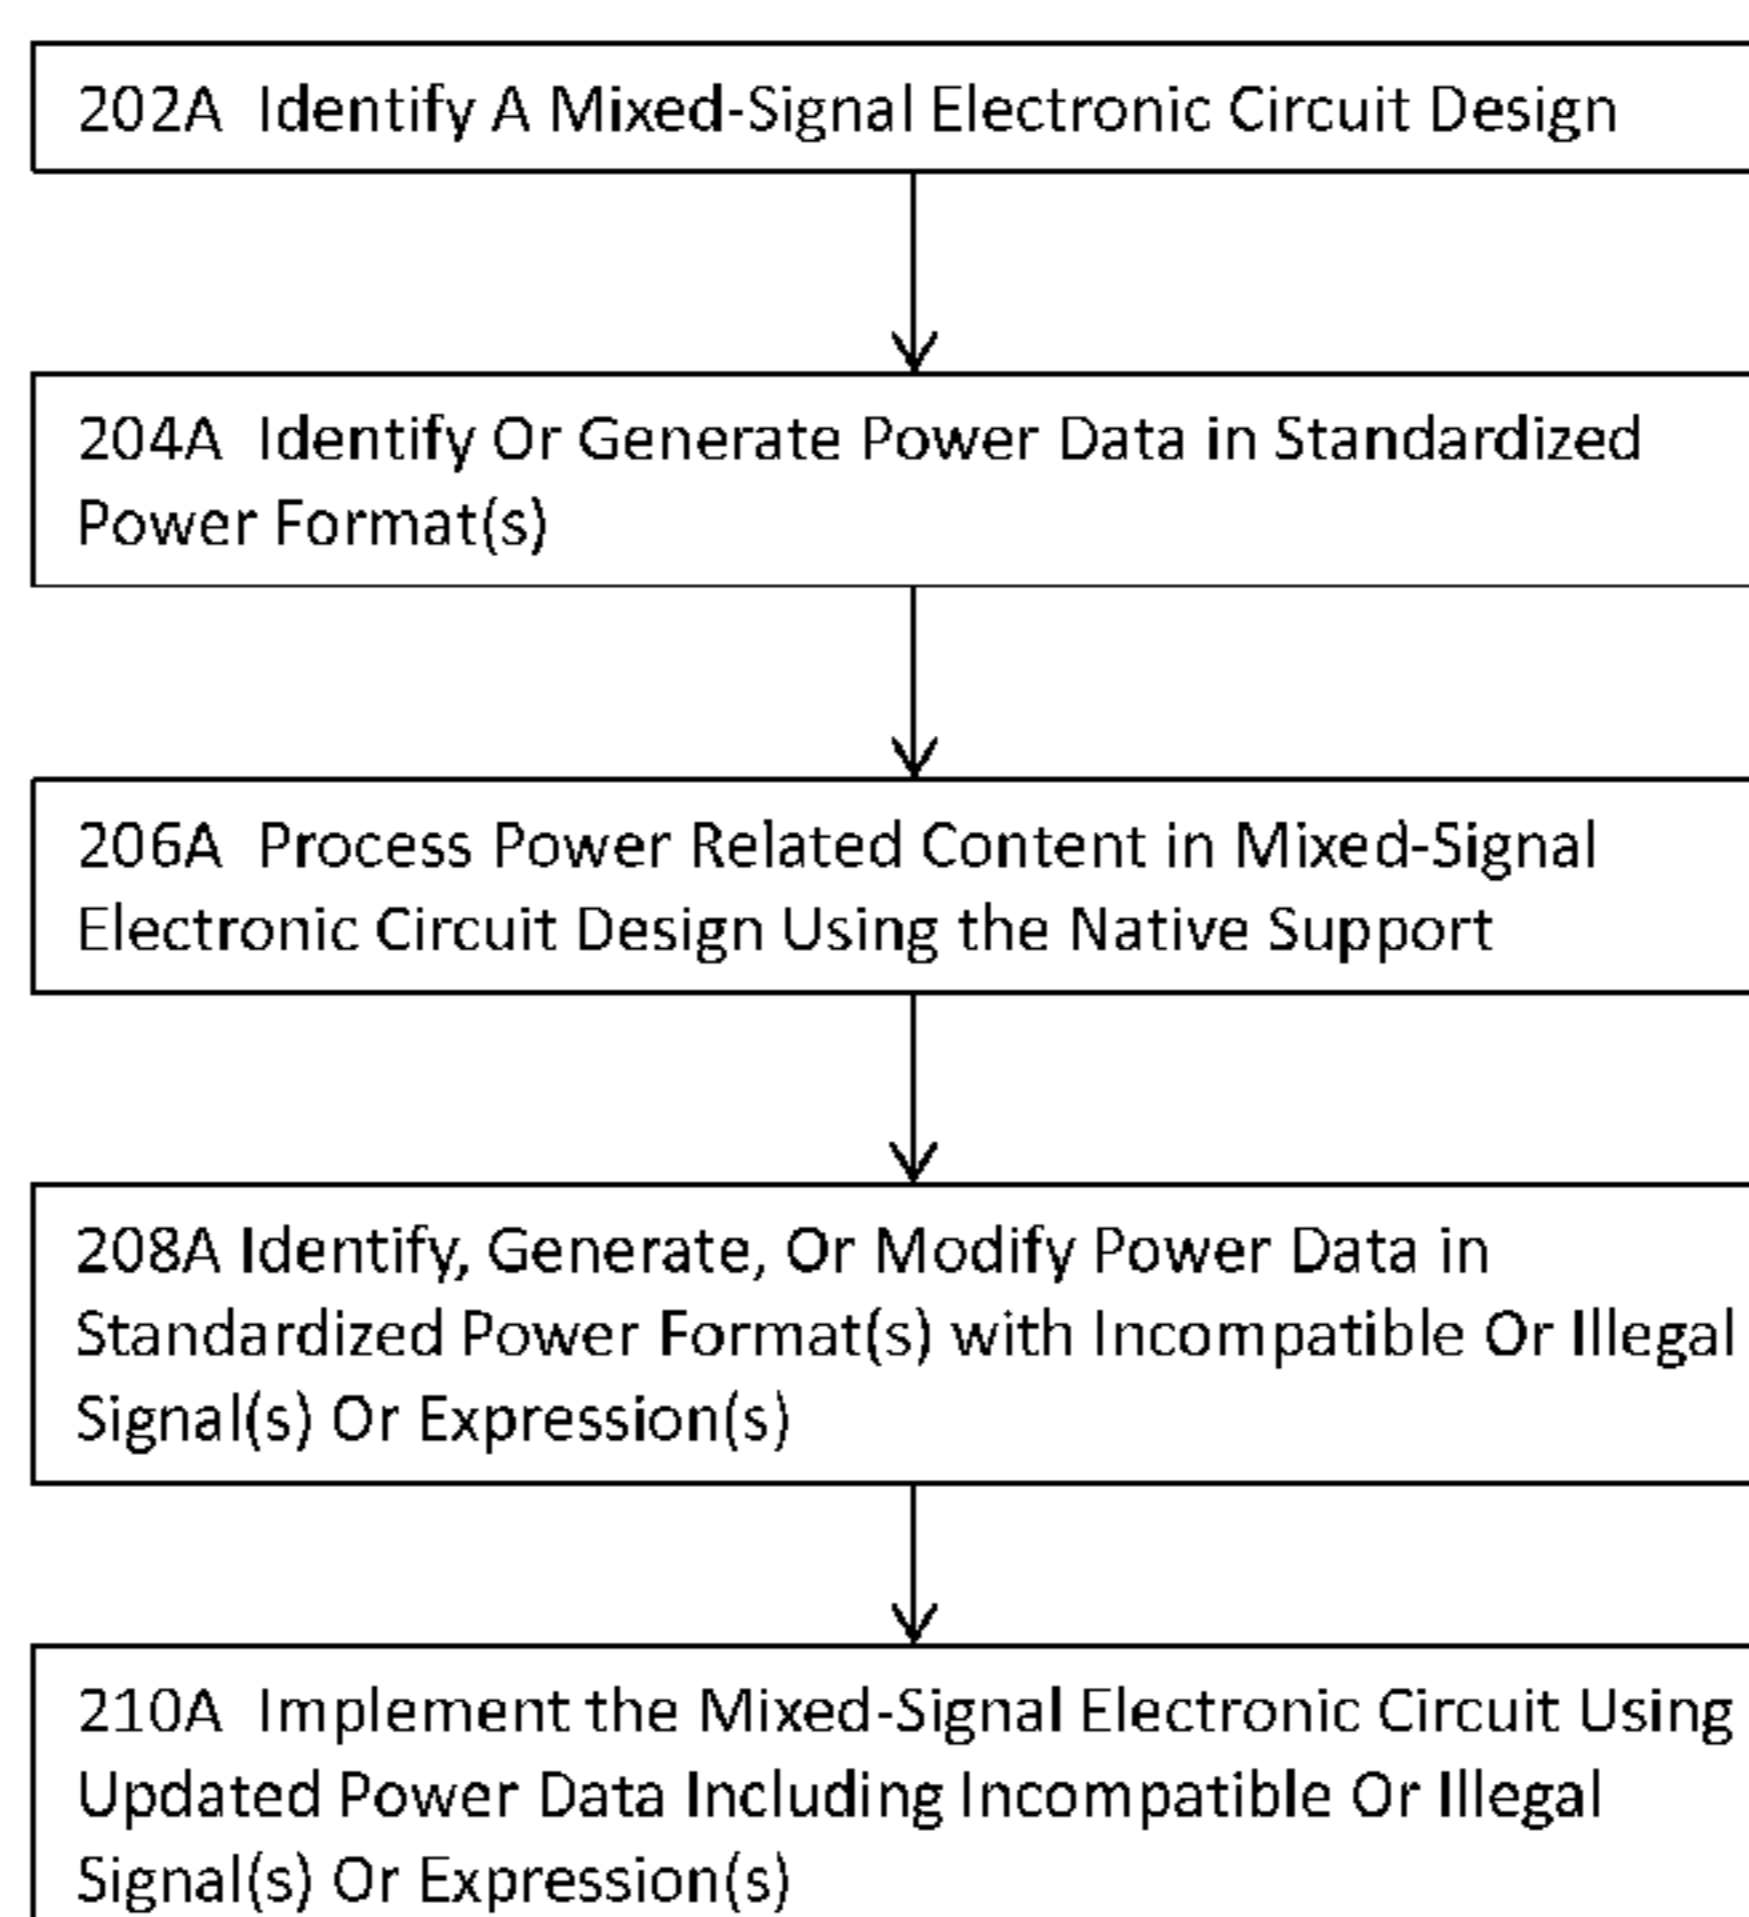 202A Identify A Mixed-Signal Electronic Circuit Design
204A Identify Or Generate Power Data in Standardized
Power Format(s)
206A Process Power Related Content in Mixed-Signal
Electronic Circuit Design Using the Native Support
208A Identify, Generate, Or Modify Power Data in
Standardized Power Format(s) with Incompatible Or Illegal
Signal(s) Or Expression(s)
210A Implement the Mixed-Signal Electronic Circuit Using
Updated Power Data Including Incompatible Or Illegal
Signal(s) Or Expression(s)